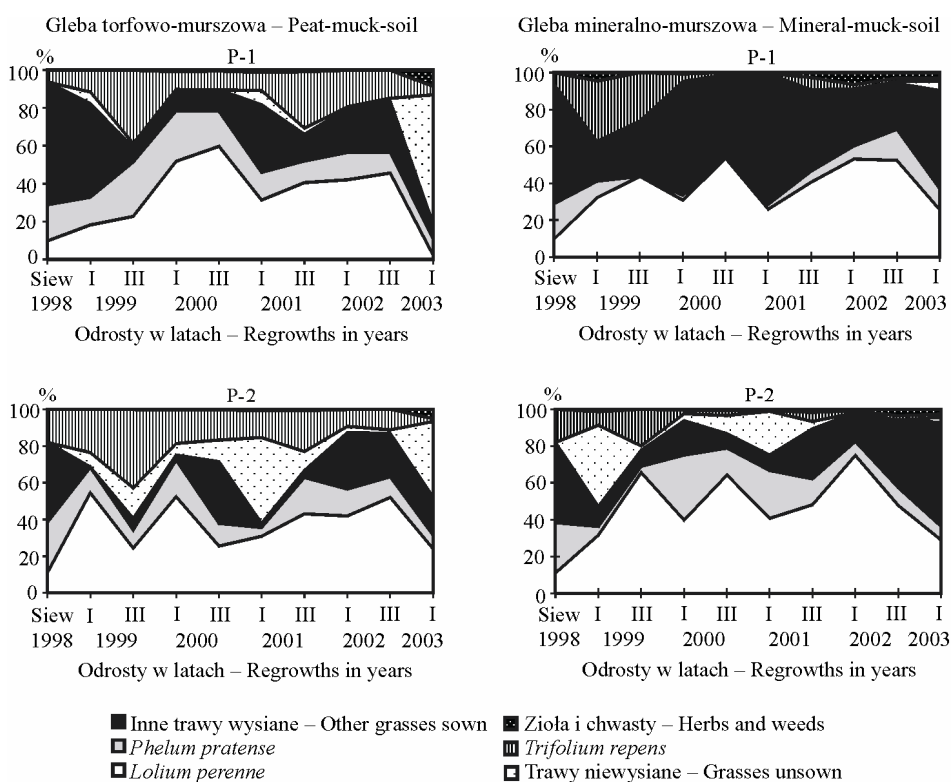 Gleba torfowo-murszowa – Peat-muck-soil
%
P-1
100
80
60
40
20
0
Siew I III I III I III I III I
1998 1999 2000 2001 2002 2003
Odrosty w latach – Regrowths in years
Gleba mineralno-murszowa – Mineral-muck-soil
%
P-1
100
80
60
40
20
0
Siew I III I III I III I III I
1998 1999 2000 2001 2002 2003
Odrosty w latach – Regrowths in years
%
P-2
100
80
60
40
20
0
Siew I III I III I III I III I
1998 1999 2000 2001 2002 2003
Odrosty w latach – Regrowths in years
%
P-2
100
80
60
40
20
0
Siew I III I III I III I III I
1998 1999 2000 2001 2002 2003
Odrosty w latach – Regrowths in years
Inne trawy wysiane – Other grasses sown
Phelum pratense
Lolium perenne
Zioła i chwasty – Herbs and weeds
Trifolium repens
Trawy niewysiane – Grasses unsown